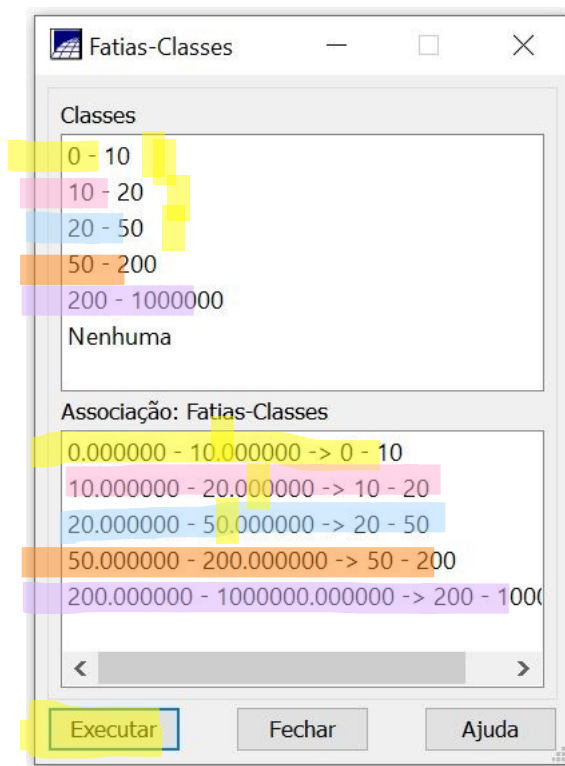 Fatias-Classes
Classes
0 - 10
10 - 20
20 - 50
50 - 200
200 - 1000000
Nenhuma
Associação: Fatias-Classes
0.000000 - 10.000000 -> 0 - 10
10.000000 - 20.000000 -> 10 - 20
20.000000 - 50.000000 -> 20 - 50
50.000000 - 200.000000 -> 50 - 200
200.000000 - 1000000.000000 -> 200 - 100
Executar Fechar Ajuda